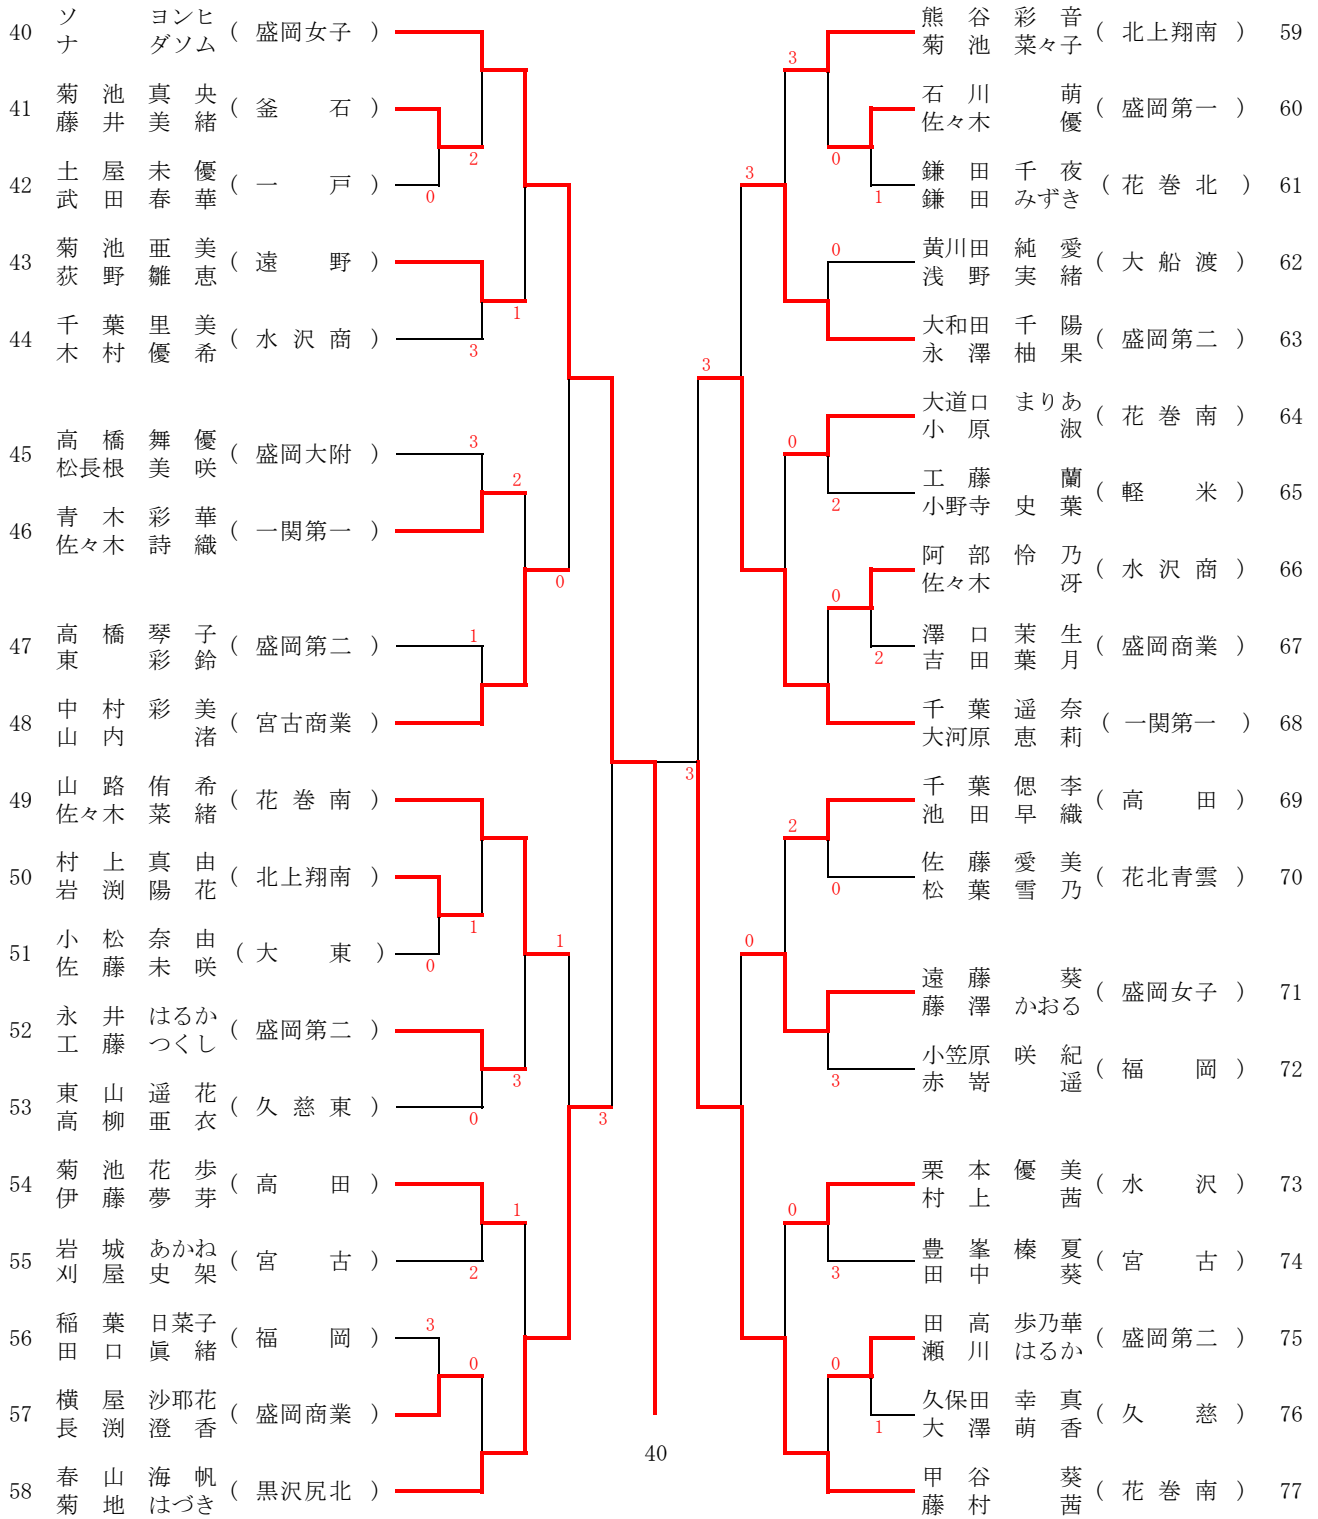 40 ソ ヨンヒ
ナ ダソム ( 盛岡女子 )
41 菊 池 真 央
藤 井 美 緒 ( 釜 石 )
2
42 土 屋 未 優
武 田 春 華 ( 一 戸 )
0
43 菊 池 亜 美
荻 野 雛 恵 ( 遠 野 )
1
44 千 葉 里 美
木 村 優 希 ( 水 沢 商 )
3
45 高 橋 舞 優
松長根 美 咲 ( 盛岡大附 )
3
2
46 青 木 彩 華
佐々木 詩 織 ( 一関第一 )
0
47 高 橋 琴 子
東 彩 鈴 ( 盛岡第二 )
1
48 中 村 彩 美
山 内 渚 ( 宮古商業 )
49 山 路 侑 希
佐々木 菜 緒 ( 花 巻 南 )
50 村 上 真 由
岩 渕 陽 花 ( 北上翔南 )
1
51 小 松 奈 由
佐 藤 未 咲 ( 大 東 )
0
1
52 永 井 はるか
工 藤 つくし ( 盛岡第二 )
3
53 東 山 遥 花
高 柳 亜 衣 ( 久 慈 東 )
0
3
54 菊 池 花 歩
伊 藤 夢 芽 ( 高 田 )
1
55 岩 城 あかね
刈 屋 史 架 ( 宮 古 )
2
56 稲 葉 日菜子
田 口 眞 緒 ( 福 岡 )
3
0
57 横 屋 沙耶花
長 渕 澄 香 ( 盛岡商業 )
58 春 山 海 帆
菊 地 はづき ( 黒沢尻北 )
40
3
熊 谷 彩 音
菊 池 菜々子 ( 北上翔南 ) 59
3
石 川 萌
佐々木 優 ( 盛岡第一 ) 60
0
鎌 田 千 夜
鎌 田 みずき ( 花 巻 北 ) 61
1
3
黄川田 純 愛
浅 野 実 緒 ( 大 船 渡 ) 62
0
大和田 千 陽
永 澤 柚 果 ( 盛岡第二 ) 63
3
大道口 まりあ
小 原 淑 ( 花 巻 南 ) 64
0
工 藤 蘭
小野寺 史 葉 ( 軽 米 ) 65
2
阿 部 怜 乃
佐々木 冴 ( 水 沢 商 ) 66
0
澤 口 茉 生
吉 田 葉 月 ( 盛岡商業 ) 67
2
千 葉 遥 奈
大河原 恵 莉 ( 一関第一 ) 68
千 葉 偲 李
池 田 早 織 ( 高 田 ) 69
2
佐 藤 愛 美
松 葉 雪 乃 ( 花北青雲 ) 70
0
0
遠 藤 葵
藤 澤 かおる ( 盛岡女子 ) 71
小笠原 咲 紀
赤 嵜 遥 ( 福 岡 ) 72
3
栗 本 優 美
村 上 茜 ( 水 沢 ) 73
0
豊 峯 榛 夏
田 中 葵 ( 宮 古 ) 74
3
田 高 歩乃華
瀬 川 はるか ( 盛岡第二 ) 75
0
久保田 幸 真
大 澤 萌 香 ( 久 慈 ) 76
1
甲 谷 葵
藤 村 茜 ( 花 巻 南 ) 77